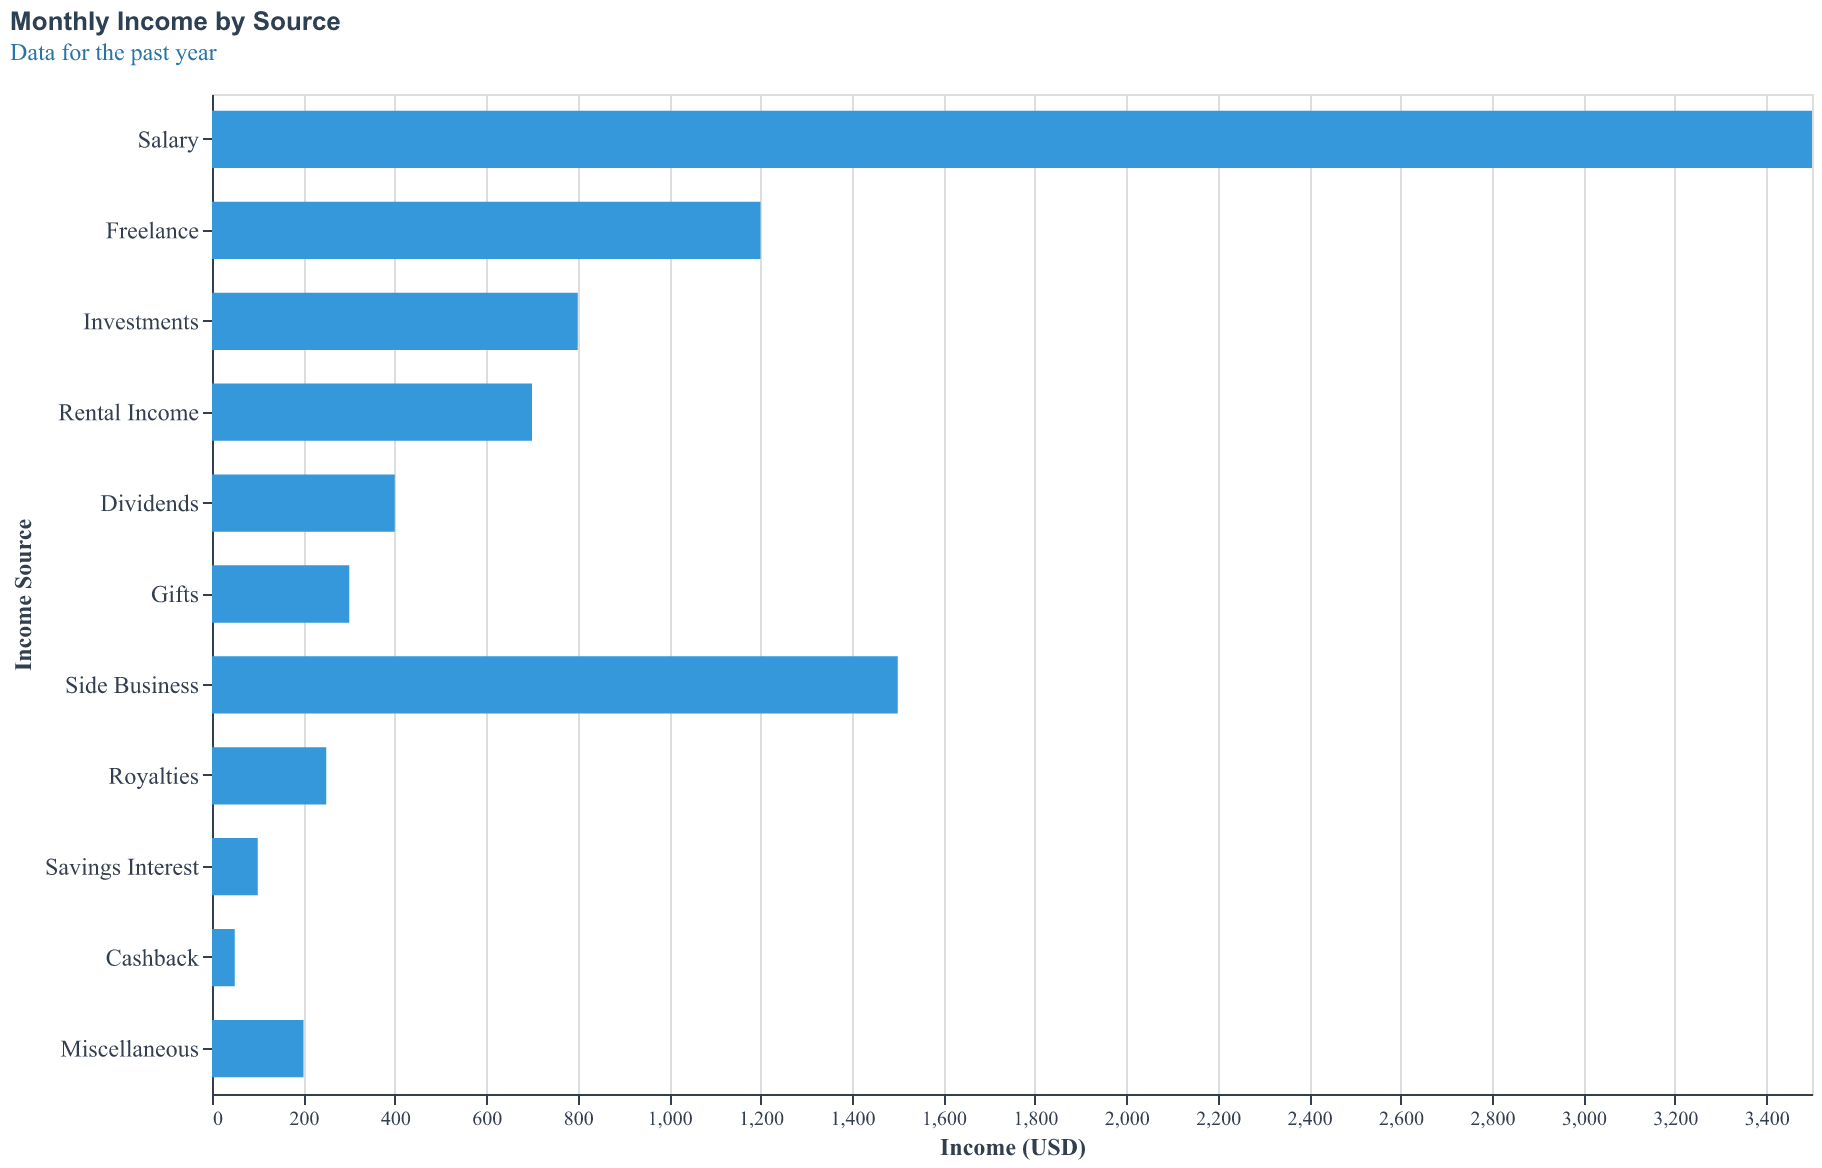 Monthly Income by Source
Data for the past year
Income Source
Salary
Freelance
Investments
Rental Income
Dividends
Gifts
Side Business
Royalties
Savings Interest
Cashback
Miscellaneous
0 200 400 600 800 1,000 1,200 1,400 1,600 1,800 2,000 2,200 2,400 2,600 2,800 3,000 3,200 3,400
Income (USD)